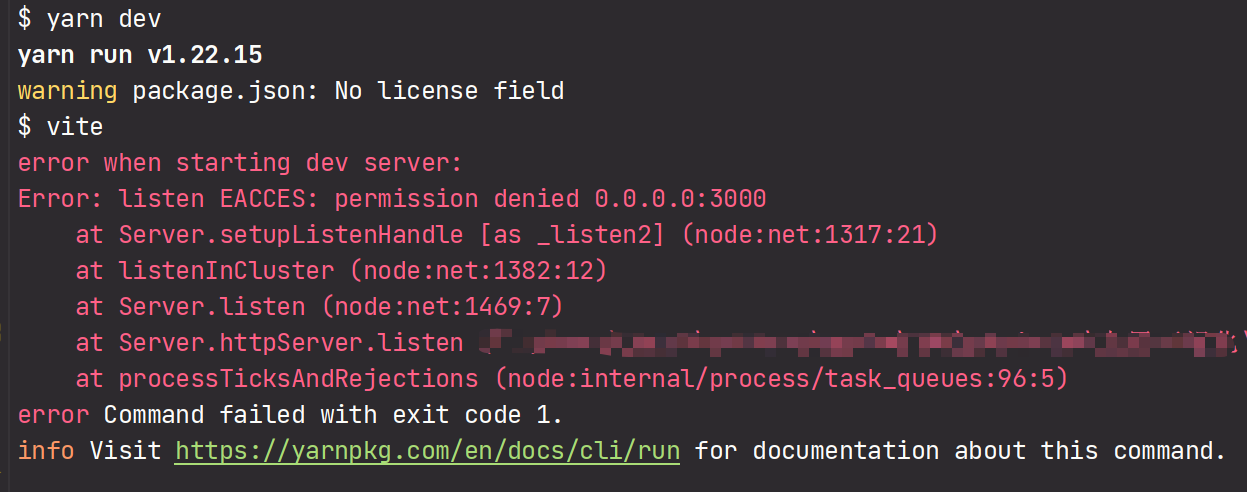 $ yarn dev
yarn run v1.22.15
warning package.json: No license field
$ vite
error when starting dev server:
Error: listen EACCES: permission denied 0.0.0.0:3000
at Server.setupListenHandle [as _listen2] (node:net:1317:21)
at listenInCluster (node:net:1382:12)
at Server.listen (node:net:1469:7)
at Server.httpServer.listen
at processTicksAndRejections (node:internal/process/task_queues:96:5)
error Command failed with exit code 1.
info Visit https://yarnpkg.com/en/docs/cli/run for documentation about this command.